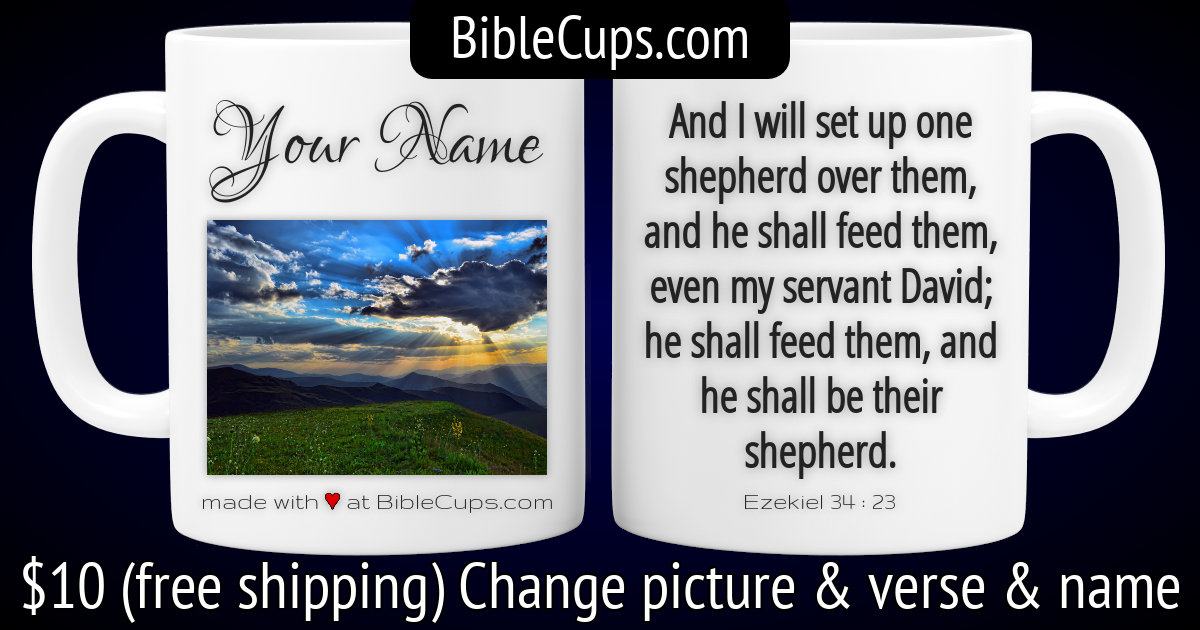 BibleCups.com
Your Name
made with ♥ at BibleCups.com
And I will set up one
shepherd over them,
and he shall feed them,
even my servant David;
he shall feed them, and
he shall be their
shepherd.
Ezekiel 34 : 23
$10 (free shipping) Change picture & verse & name